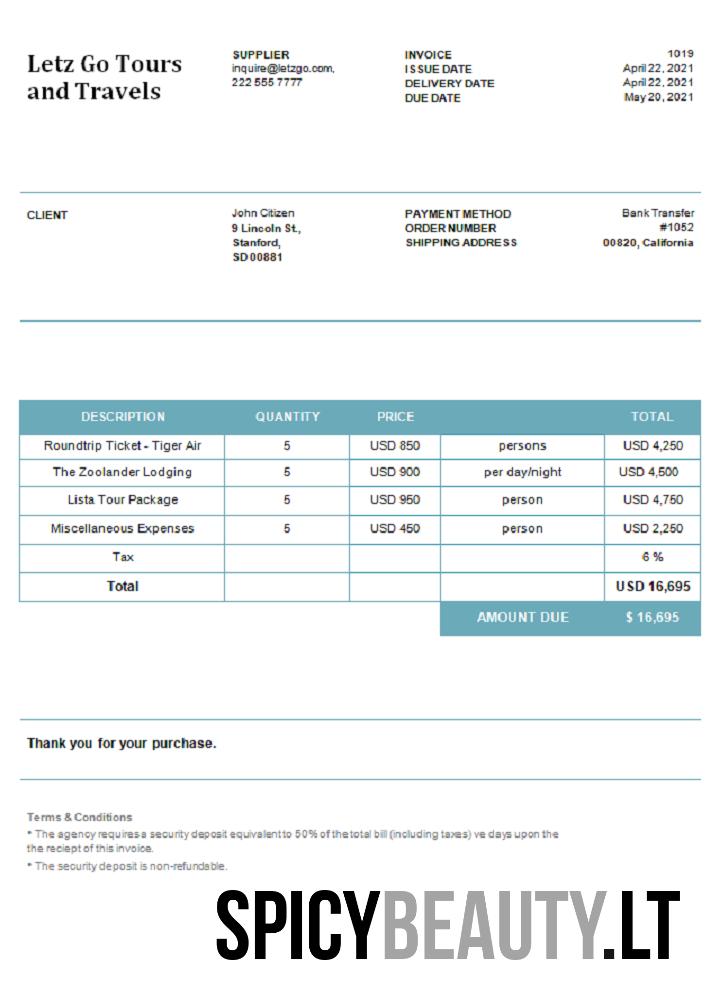 Letz Go Tours
and Travels
SUPPLIER
inquire@letzgo.com,
222 555 7777
INVOICE 1019
ISSUE DATE April 22, 2021
DELIVERY DATE April 22, 2021
DUE DATE May 20, 2021
CLIENT
John Citizen
9 Lincoln St.,
Stanford,
SD 00881
PAYMENT METHOD Bank Transfer
ORDER NUMBER #1052
SHIPPING ADDRESS 00820, California
DESCRIPTION QUANTITY PRICE TOTAL
Roundtrip Ticket - Tiger Air 5 USD 850 persons USD 4,250
The Zoolander Lodging 5 USD 900 per day/night USD 4,500
Lista Tour Package 5 USD 950 person USD 4,750
Miscellaneous Expenses 5 USD 450 person USD 2,250
Tax 6 %
Total USD 16,695
AMOUNT DUE $ 16,695
Thank you for your purchase.
Terms & Conditions
* The agency requires a security deposit equivalent to 50% of the total bill (including taxes) ve days upon the
the reciept of this invoice.
* The security deposit is non-refundable.
SPICYBEAUTY.LT